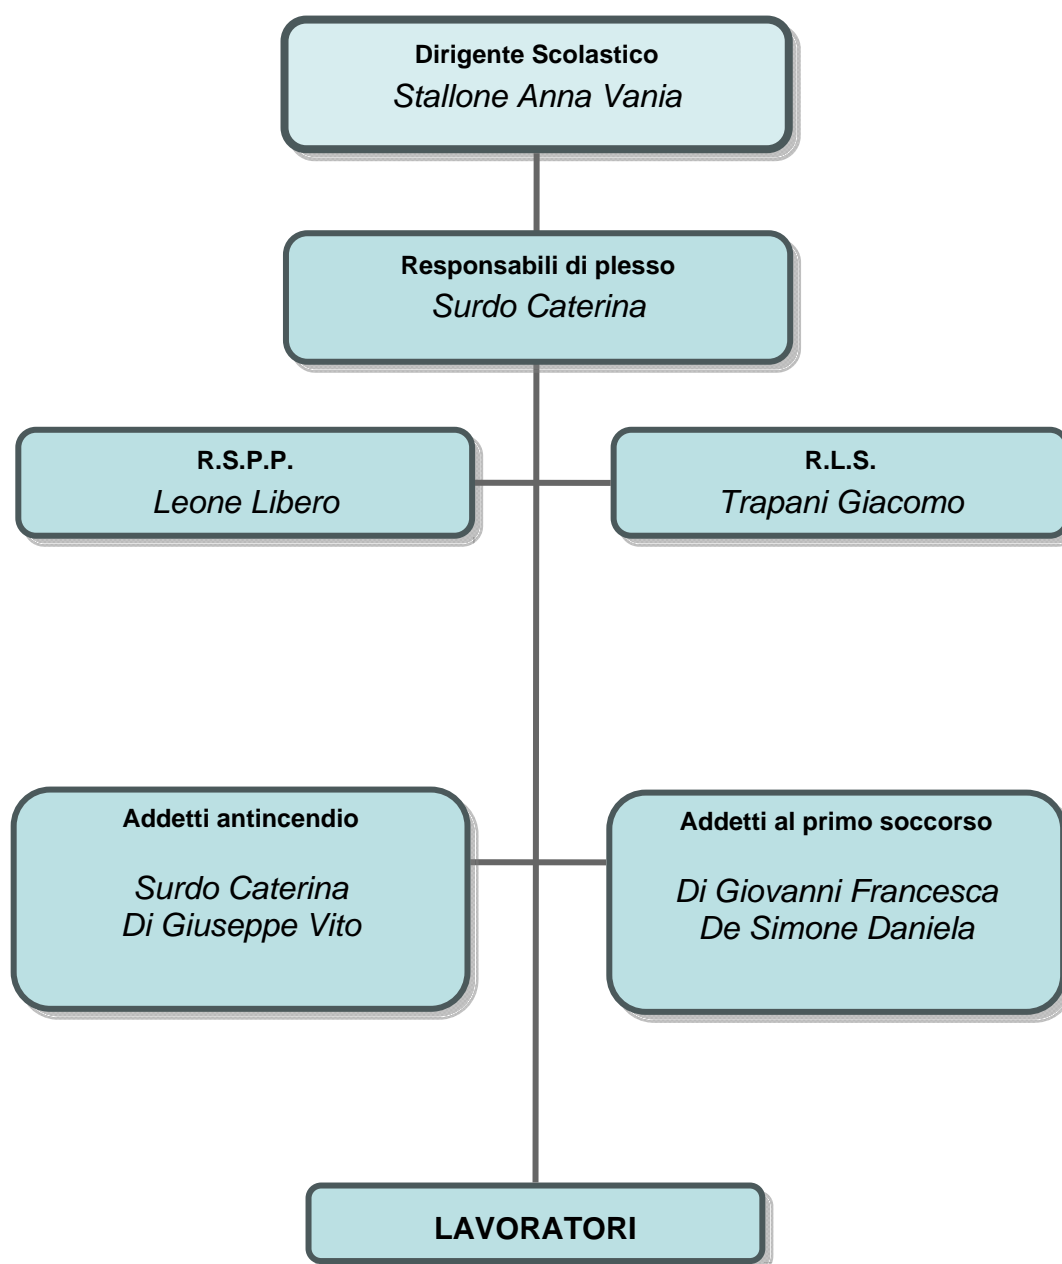 Dirigente Scolastico
Stallone Anna Vania
Responsabili di plesso
Surdo Caterina
R.S.P.P.
Leone Libero
R.L.S.
Trapani Giacomo
Addetti antincendio
Surdo Caterina
Di Giuseppe Vito
Addetti al primo soccorso
Di Giovanni Francesca
De Simone Daniela
LAVORATORI